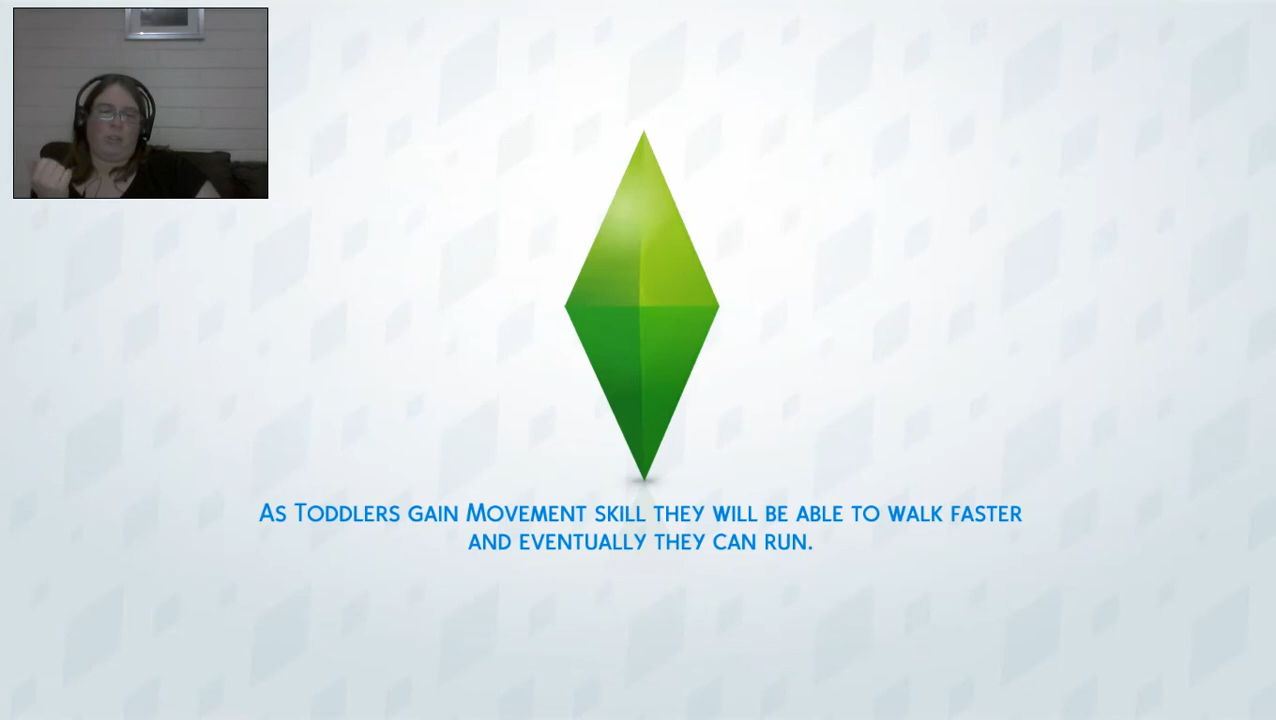 As Toddlers gain Movement skill they will be able to walk faster
and eventually they can run.